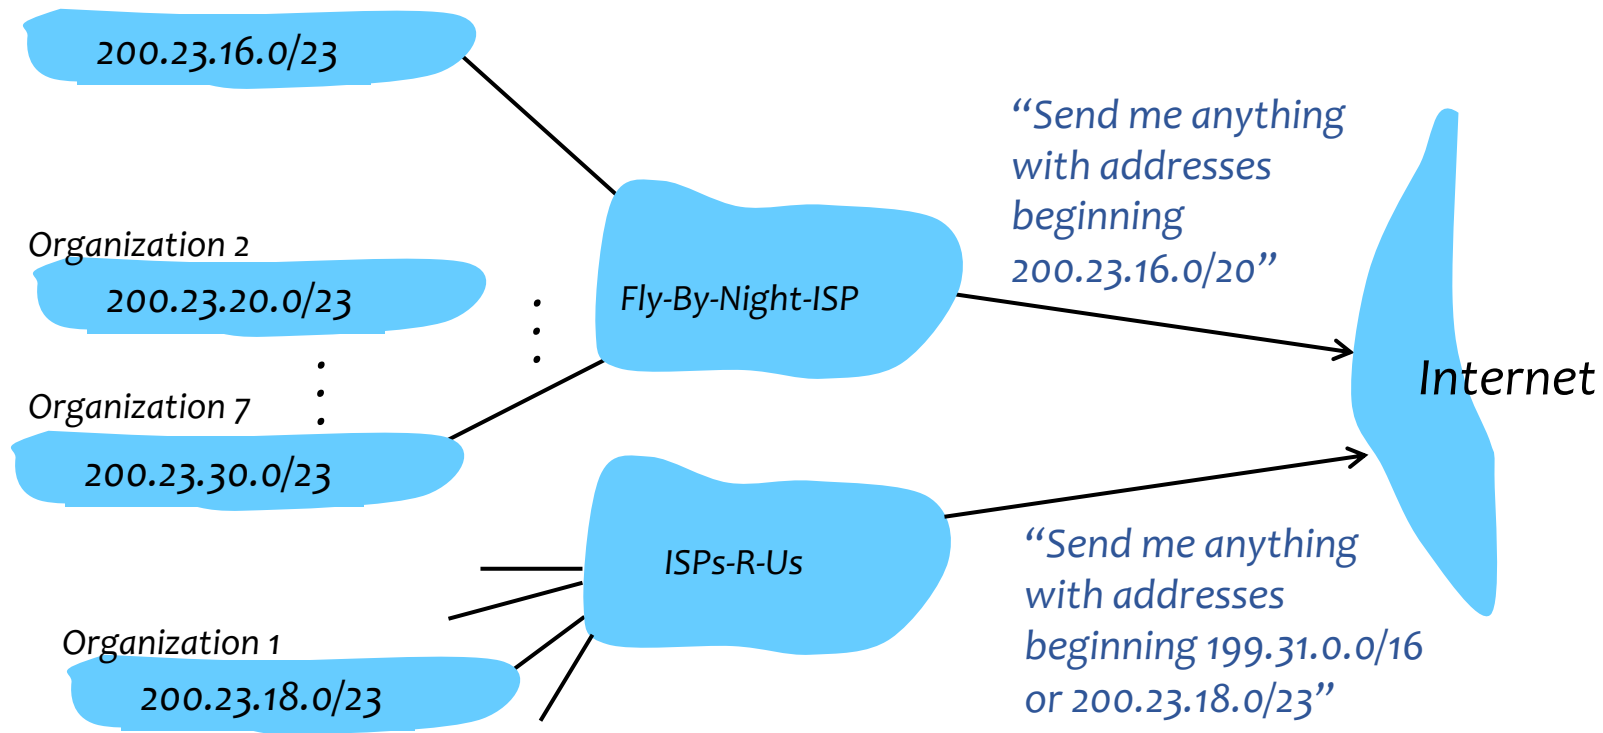 200.23.16.0/23
“Send me anything
with addresses
beginning
200.23.16.0/20”
Organization 2
200.23.20.0/23
Fly-By-Night-ISP
Internet
Organization 7
200.23.30.0/23
ISPs-R-Us
“Send me anything
with addresses
beginning 199.31.0.0/16
or 200.23.18.0/23”
Organization 1
200.23.18.0/23